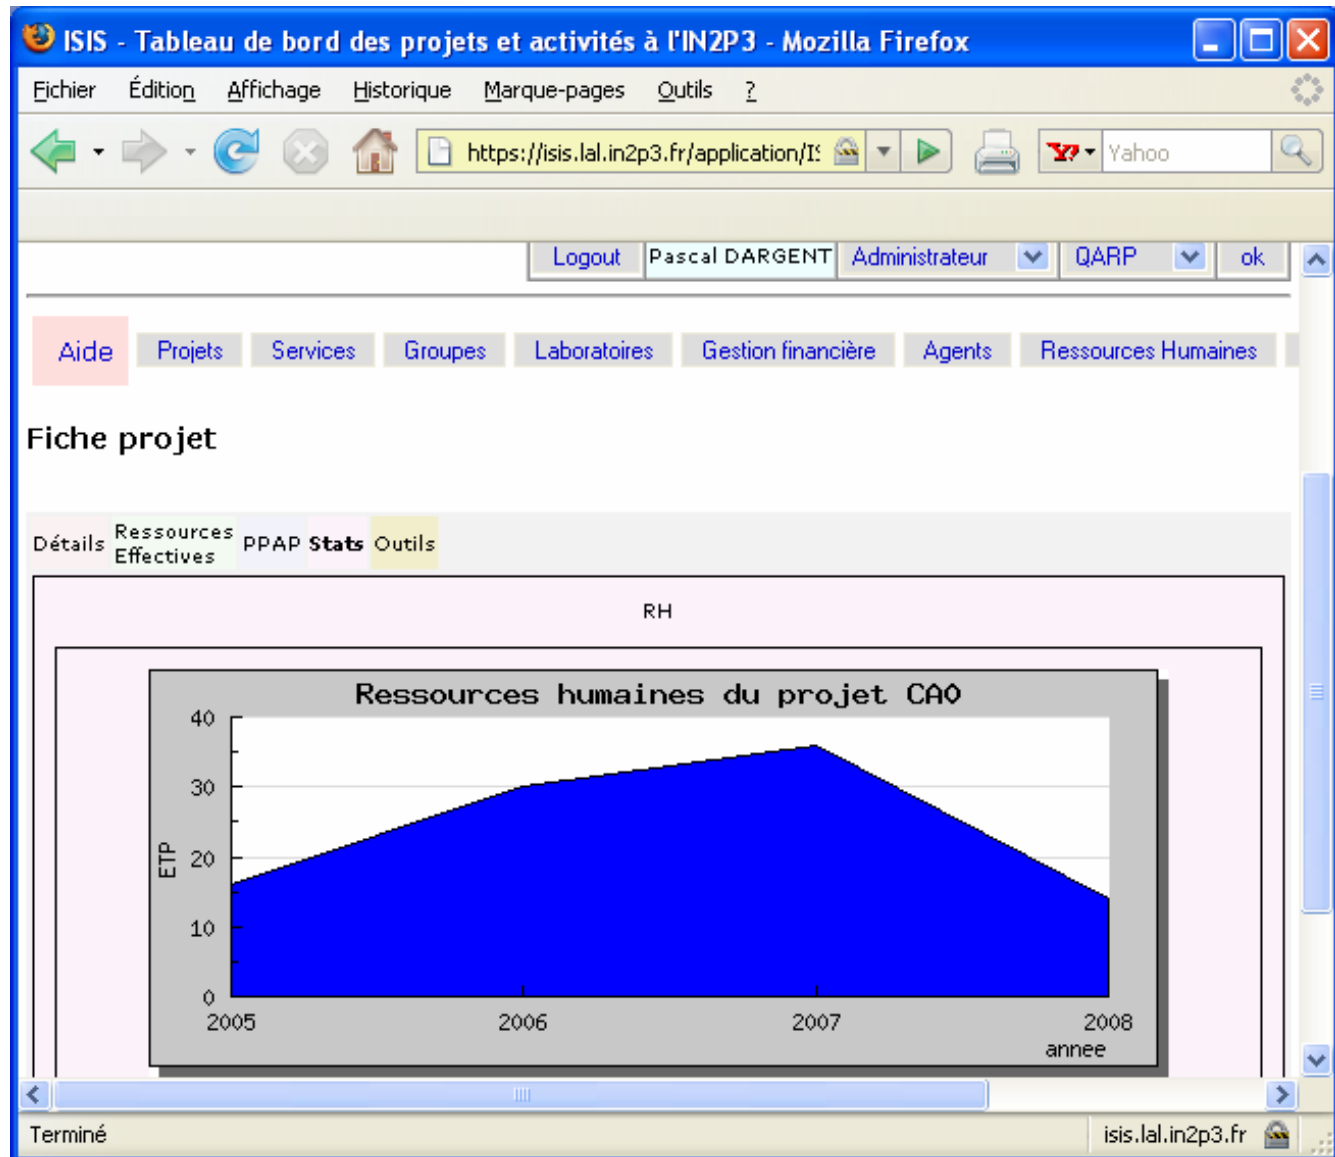 ISIS - Tableau de bord des projets et activités à l'IN2P3 - Mozilla Firefox
Fichier Édition Affichage Historique Marque-pages Outils ?
https://isis.lal.in2p3.fr/application/IS Yahoo
Logout Pascal DARGENT Administrateur QARP ok
Aide Projets Services Groupes Laboratoires Gestion financière Agents Ressources Humaines
Fiche projet
Détails Ressources Effectives PPAP Stats Outils
RH
Ressources humaines du projet CAO
40
30
ETP
20
10
0
2005 2006 2007 2008
annee
Terminé isis.lal.in2p3.fr